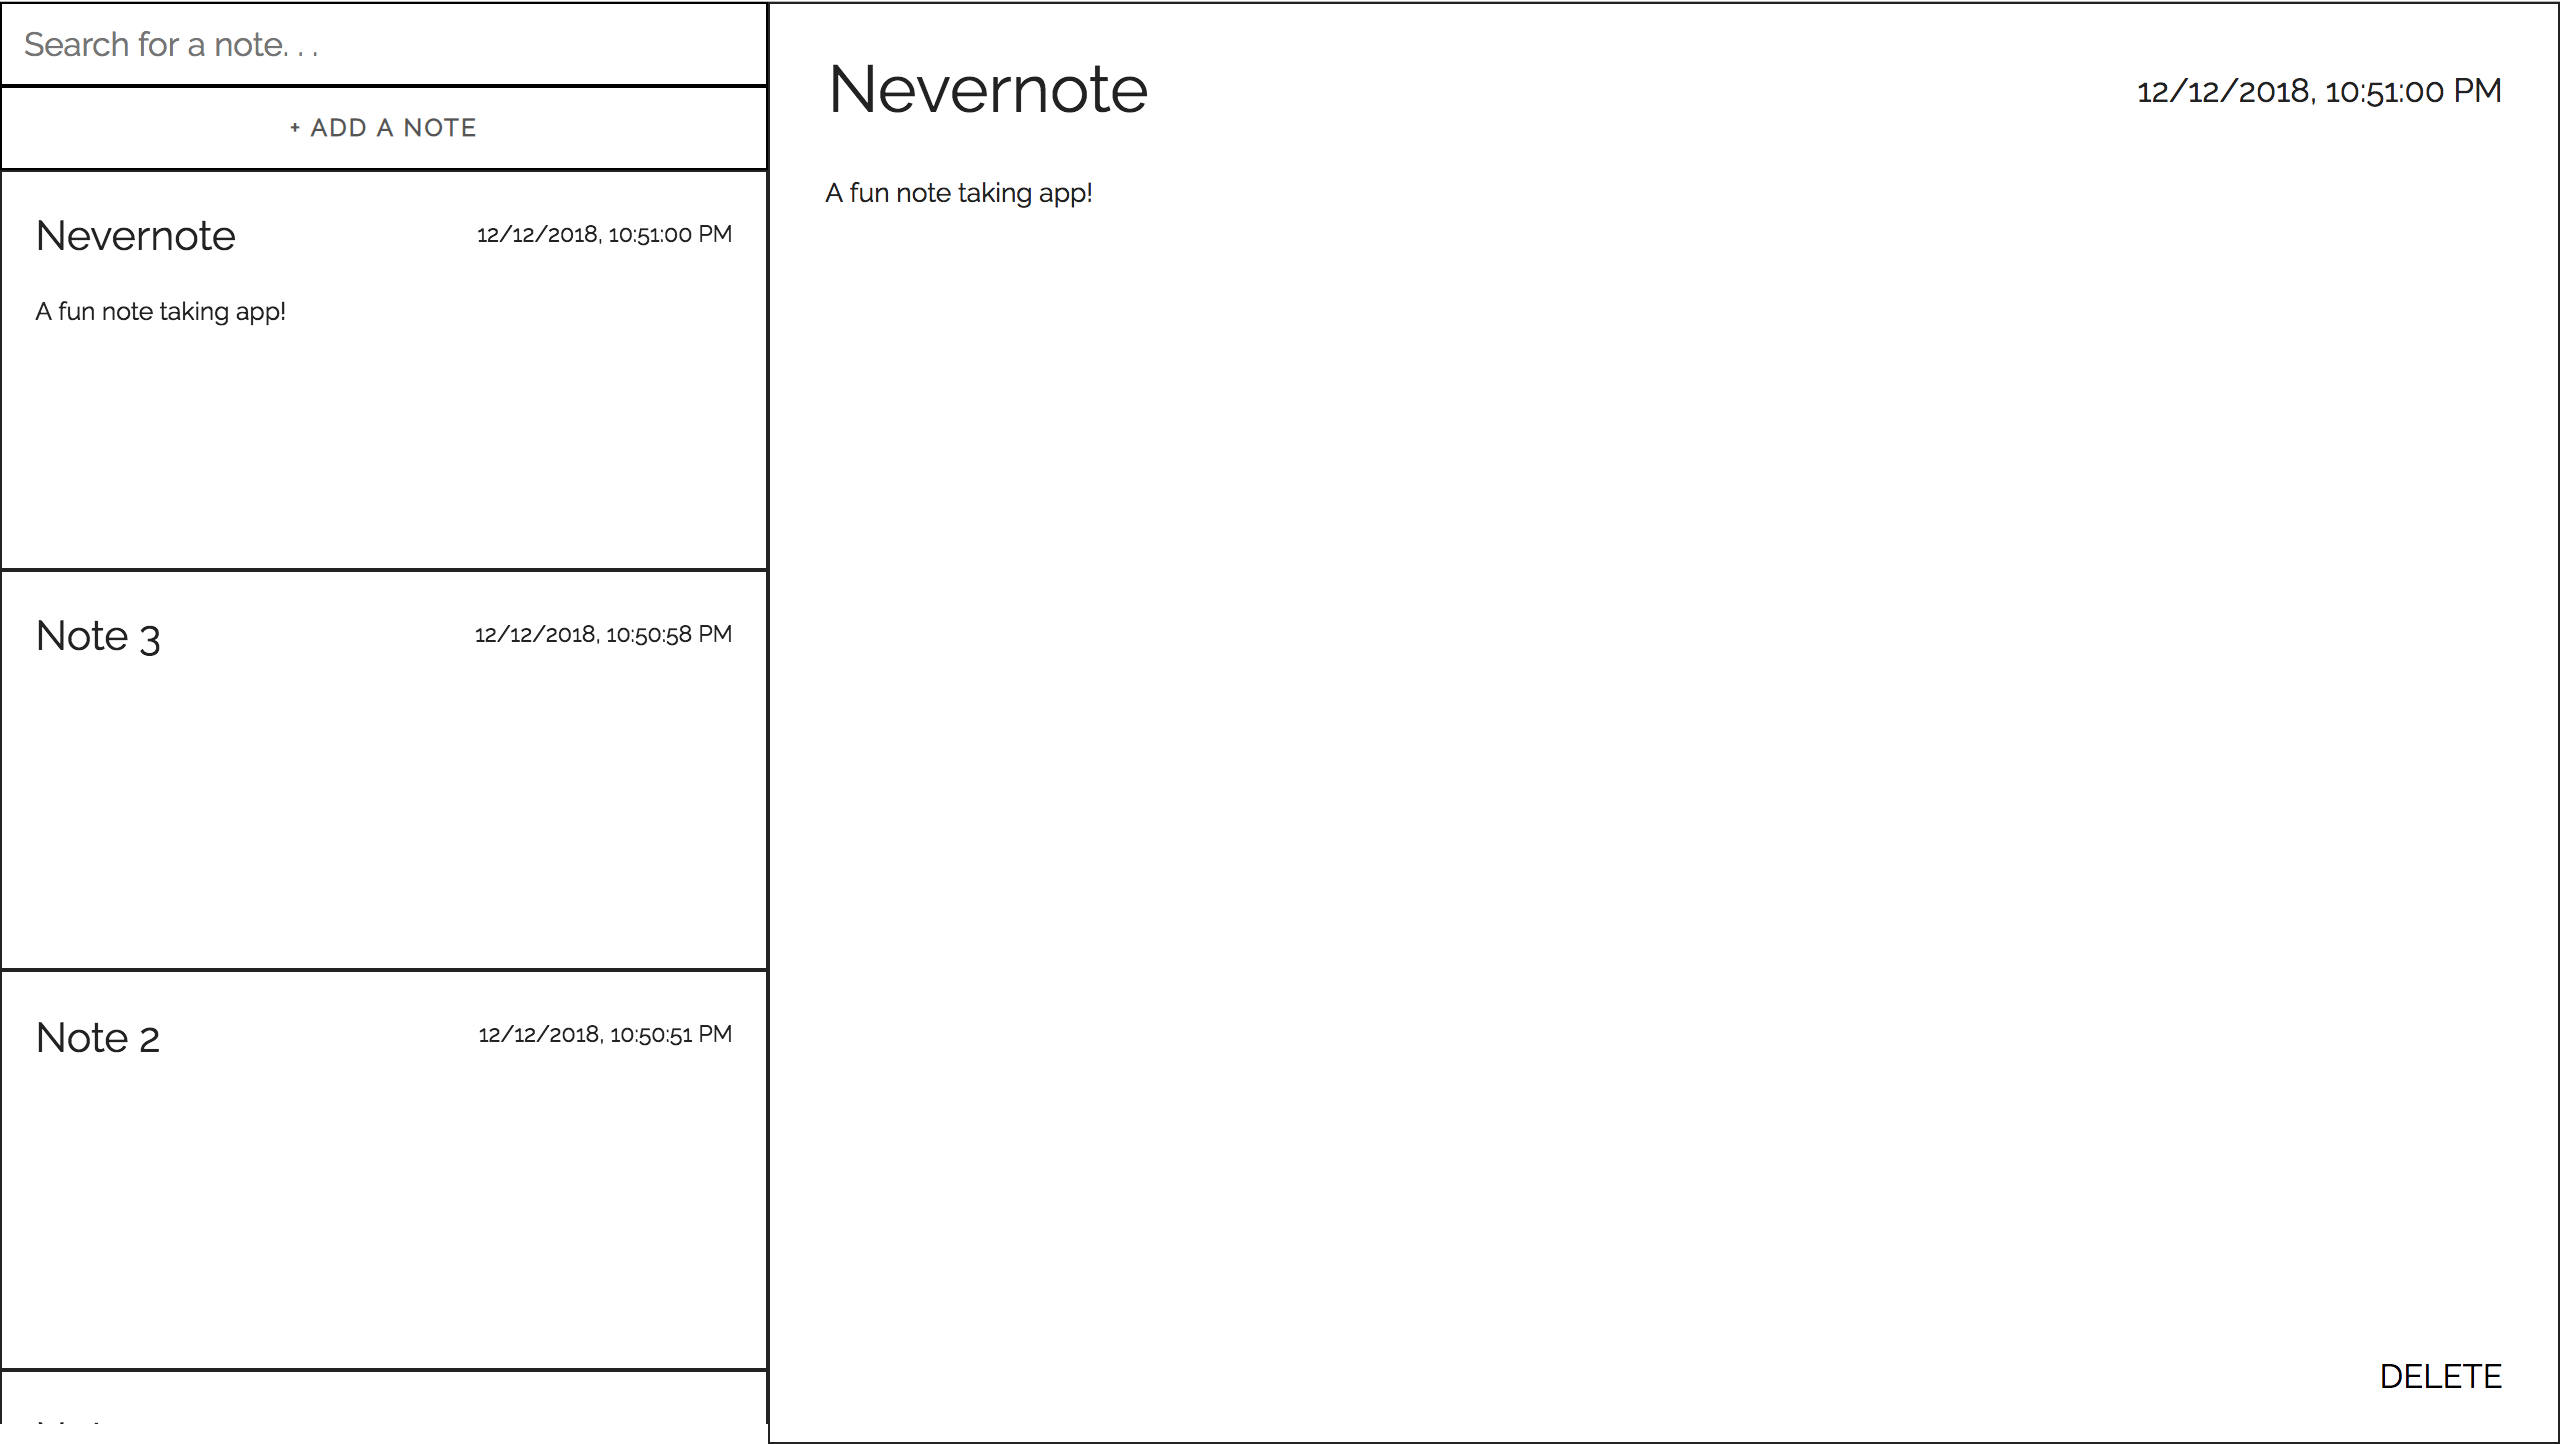 Search for a note. . .
+ ADD A NOTE
Nevernote 12/12/2018, 10:51:00 PM
A fun note taking app!
Note 3 12/12/2018, 10:50:58 PM
Note 2 12/12/2018, 10:50:51 PM
Nevernote 12/12/2018, 10:51:00 PM
A fun note taking app!
DELETE